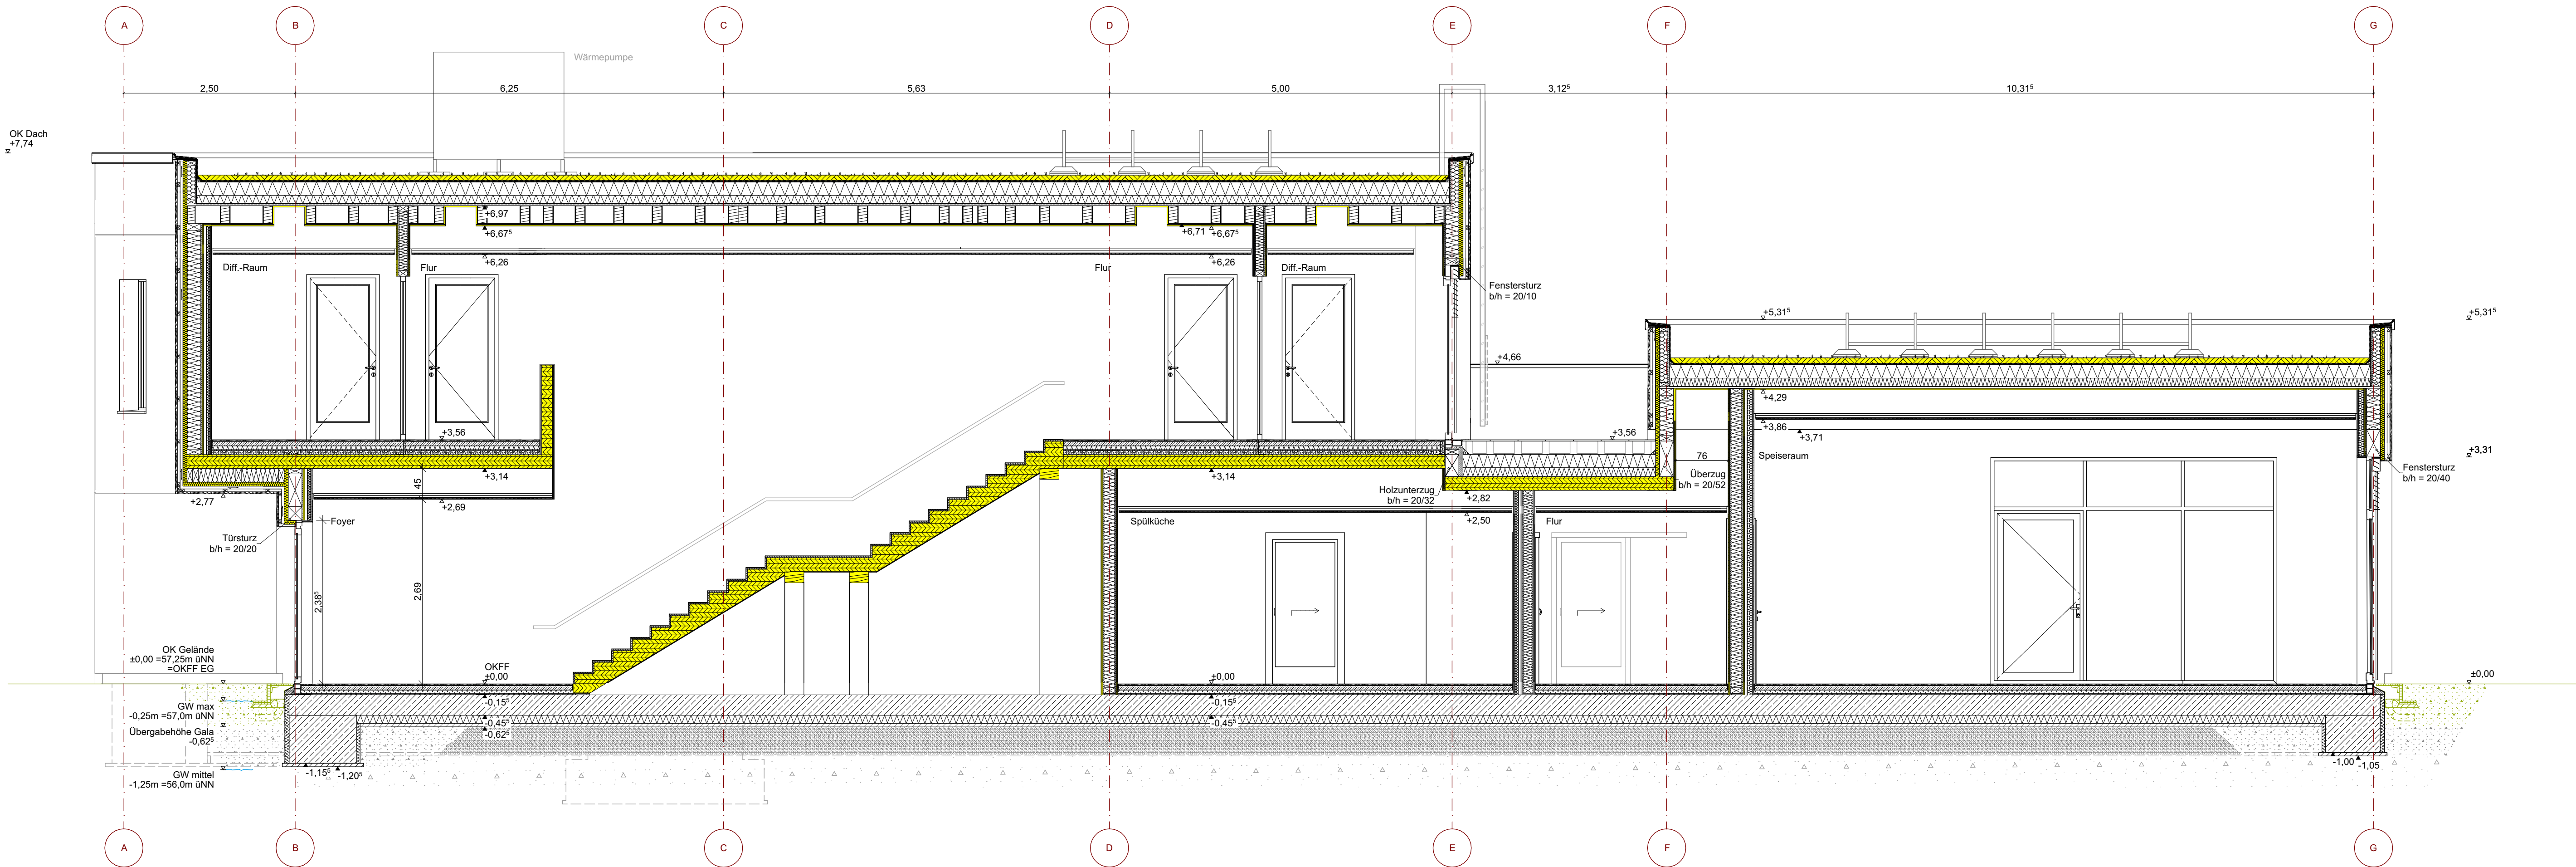 A
B
C
D
E
F
G
Wärmepumpe
2,50
6,25
5,63
5,00
3,12⁵
10,31⁵
OK Dach
+7,74
+6,97
+6,67⁵
+6,71
+6,67⁵
+6,26
+6,26
Diff.-Raum
Flur
Flur
Diff.-Raum
Fenstersturz
b/h = 20/10
+5,31⁵
+5,31⁵
+4,66
+4,29
+3,86
+3,71
+3,56
+3,56
+3,31
76
Speiseraum
Überzug
b/h = 20/52
Fenstersturz
b/h = 20/40
+3,14
+3,14
45
Holzunterzug
b/h = 20/32
+2,82
+2,77
+2,69
+2,50
Foyer
Spülküche
Flur
Türsturz
b/h = 20/20
2,38⁵
2,69
OK Gelände
±0,00 =57,25m üNN
=OKFF EG
OKFF
±0,00
±0,00
±0,00
-0,15⁵
-0,15⁵
GW max
-0,25m =57,0m üNN
-0,45⁵
-0,45⁵
Übergabehöhe Gala
-0,62⁵
-0,62⁵
GW mittel
-1,25m =56,0m üNN
-1,15⁵
-1,20⁵
-1,00
-1,05
A
B
C
D
E
F
G